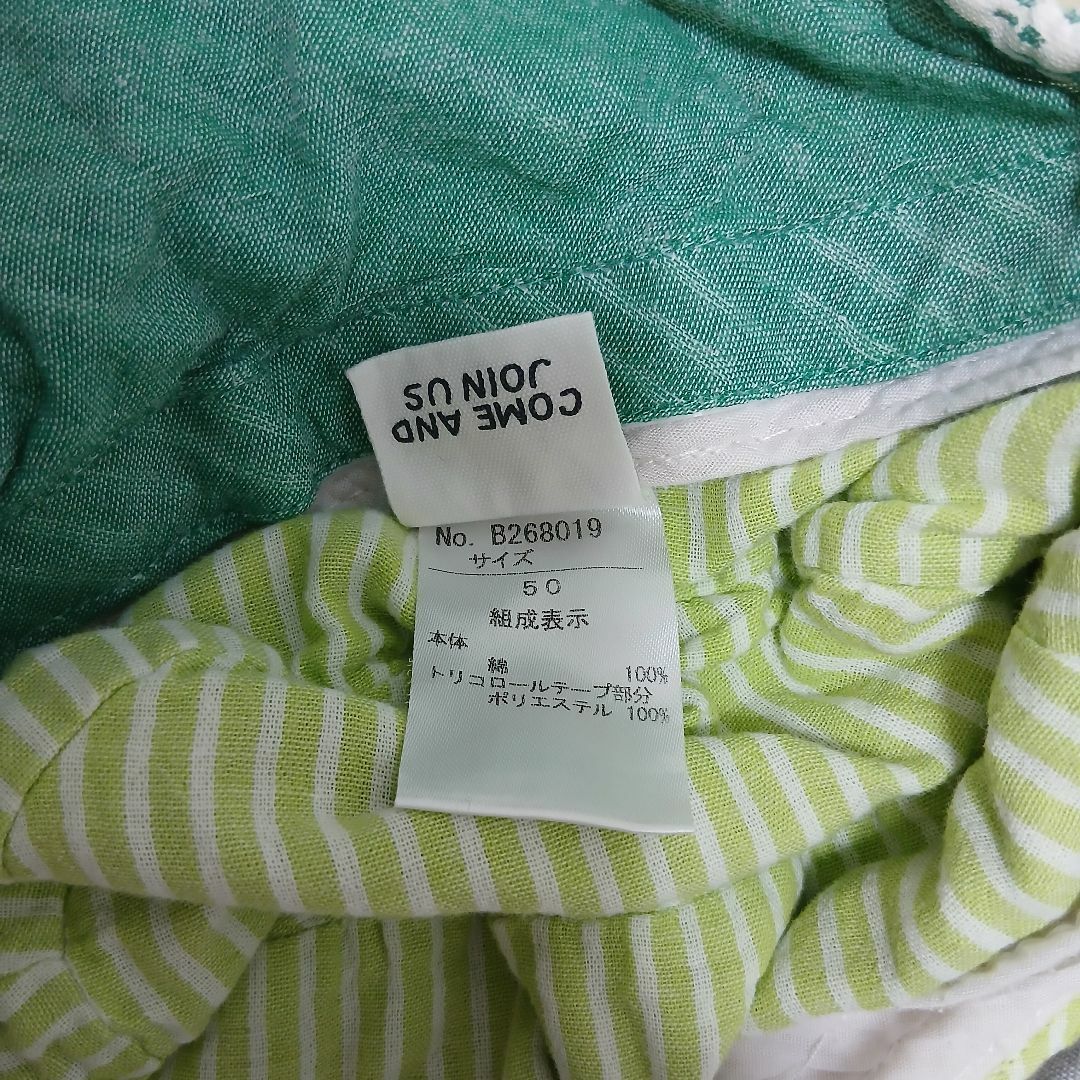 COME AND
JOIN US
No. B268019
サイズ
50
組成表示
本体
綿 100%
トリコロールテープ部分
ポリエステル 100%